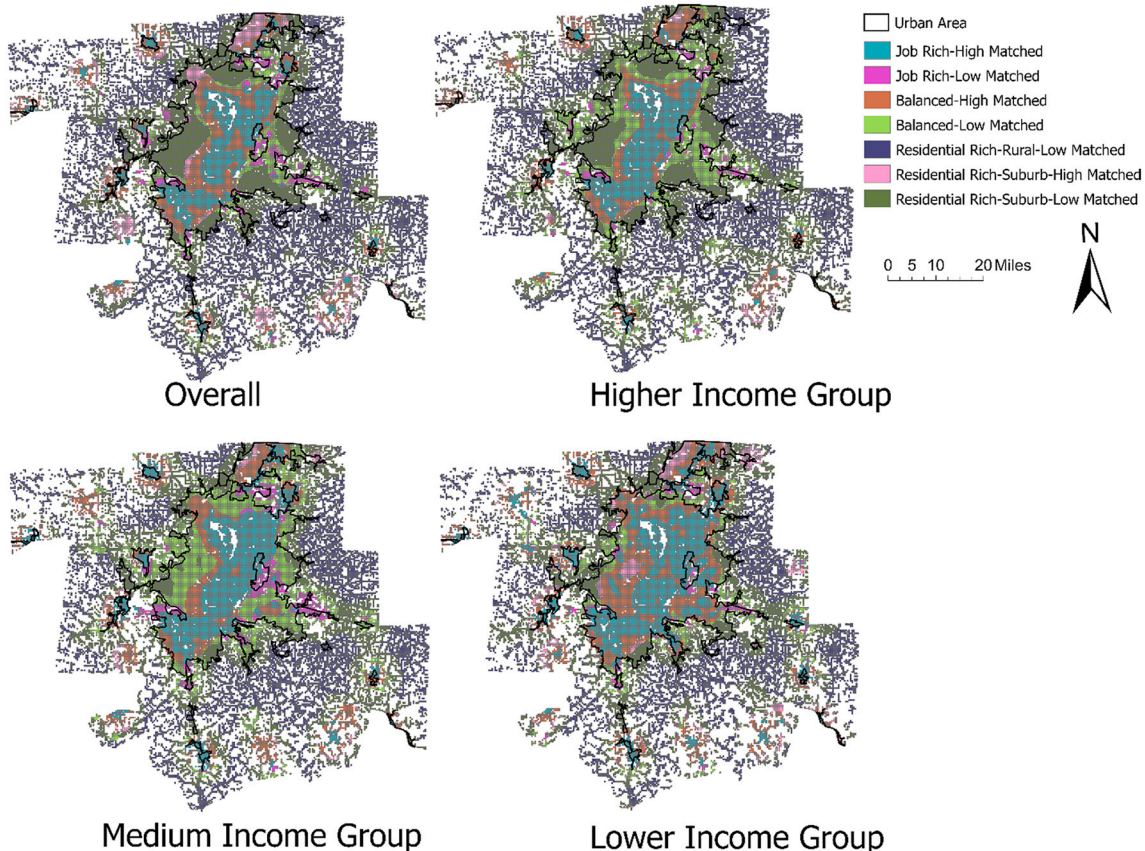 Urban Area
Job Rich-High Matched
Job Rich-Low Matched
Balanced-High Matched
Balanced-Low Matched
Residential Rich-Rural-Low Matched
Residential Rich-Suburb-High Matched
Residential Rich-Suburb-Low Matched
N
0 5 10 20 Miles
Overall
Higher Income Group
Medium Income Group
Lower Income Group